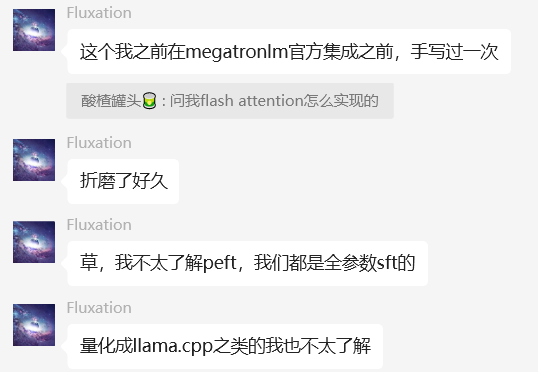 Fluxation
这个我之前在megatronlm官方集成之前，手写过一次
酸楂罐头🥫 : 问我flash attention怎么实现的
Fluxation
折磨了好久
Fluxation
草，我不太了解peft，我们都是全参数sft的
Fluxation
量化成llama.cpp之类的我也不太了解